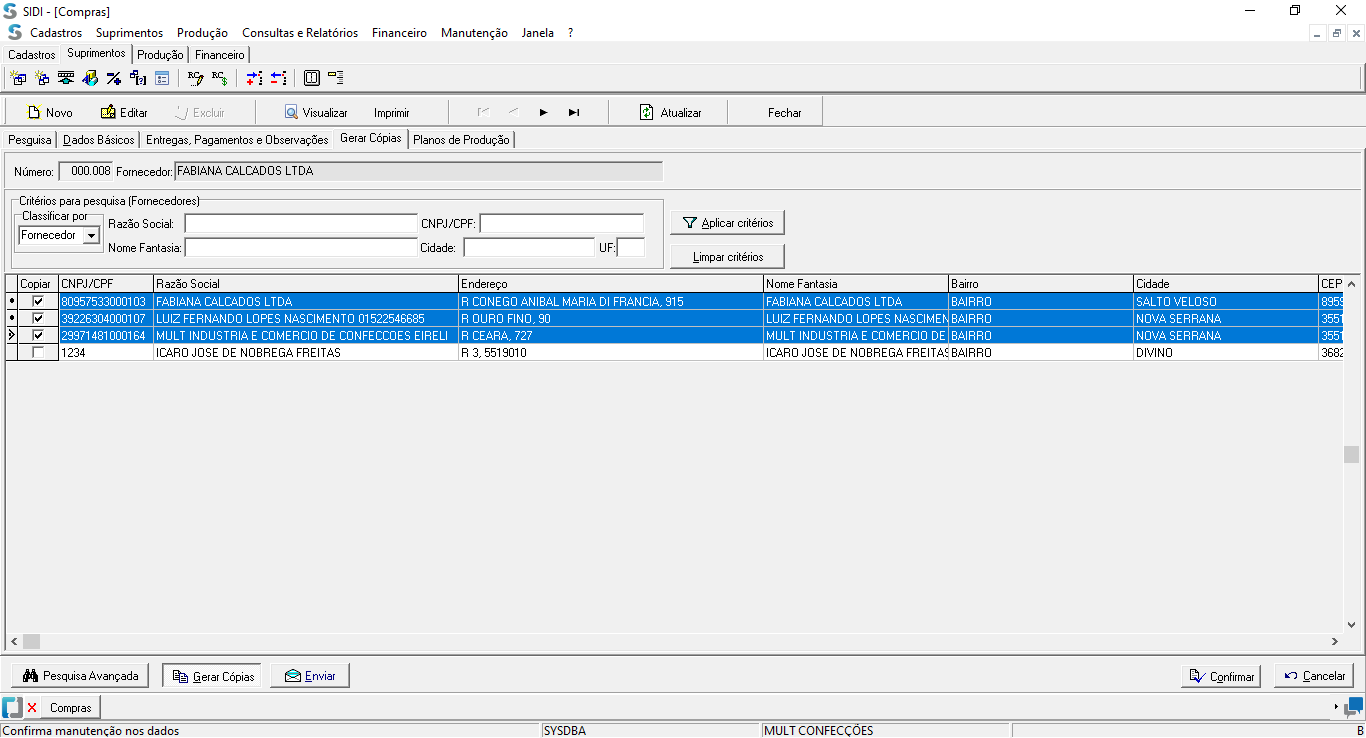 SIDI - [Compras]
Cadastros Suprimentos Produção Consultas e Relatórios Financeiro Manutenção Janela ?
Cadastros Suprimentos Produção Financeiro
Novo Editar Excluir Visualizar Imprimir Atualizar Fechar
Pesquisa Dados Básicos Entregas, Pagamentos e Observações Gerar Cópias Planos de Produção
Número: 000.008 Fornecedor: FABIANA CALCADOS LTDA
Critérios para pesquisa (Fornecedores)
Classificar por
Fornecedor
Razão Social: CNPJ/CPF: Aplicar critérios
Nome Fantasia: Cidade: UF:
Limpar critérios
Copiar CNPJ/CPF Razão Social Endereço Nome Fantasia Bairro Cidade CEP
80957533000103 FABIANA CALCADOS LTDA R CONEGO ANIBAL MARIA DI FRANCIA, 915 FABIANA CALCADOS LTDA BAIRRO SALTO VELOSO 8959
39226304000107 LUIZ FERNANDO LOPES NASCIMENTO 01522546685 R OURO FINO, 90 LUIZ FERNANDO LOPES NASCIMEN BAIRRO NOVA SERRANA 3551
29971481000164 MULT INDUSTRIA E COMERCIO DE CONFECCOES EIRELI R CEARA, 727 MULT INDUSTRIA E COMERCIO DE BAIRRO NOVA SERRANA 3551
1234 ICARO JOSE DE NOBREGA FREITAS R 3, 5519010 ICARO JOSE DE NOBREGA FREITAS BAIRRO DIVINO 3682
Pesquisa Avançada Gerar Cópias Enviar Confirmar Cancelar
Compras
Confirma manutenção nos dados SYSDBA MULT CONFECÇÕES B